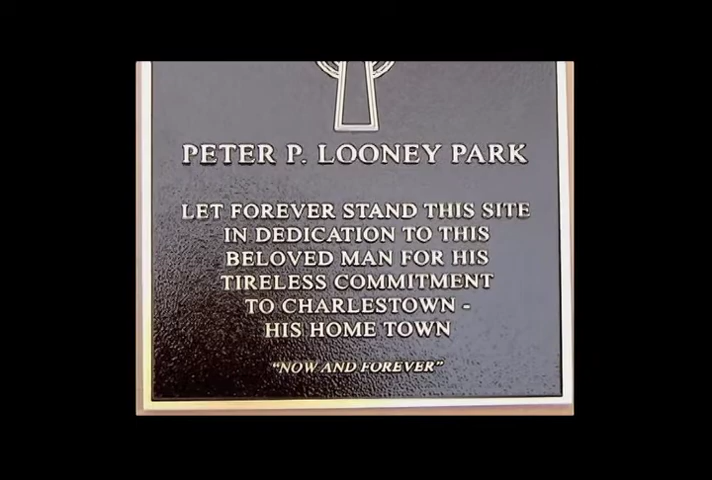 PETER P. LOONEY PARK
LET FOREVER STAND THIS SITE
IN DEDICATION TO THIS
BELOVED MAN FOR HIS
TIRELESS COMMITMENT
TO CHARLESTOWN -
HIS HOME TOWN
"NOW AND FOREVER"